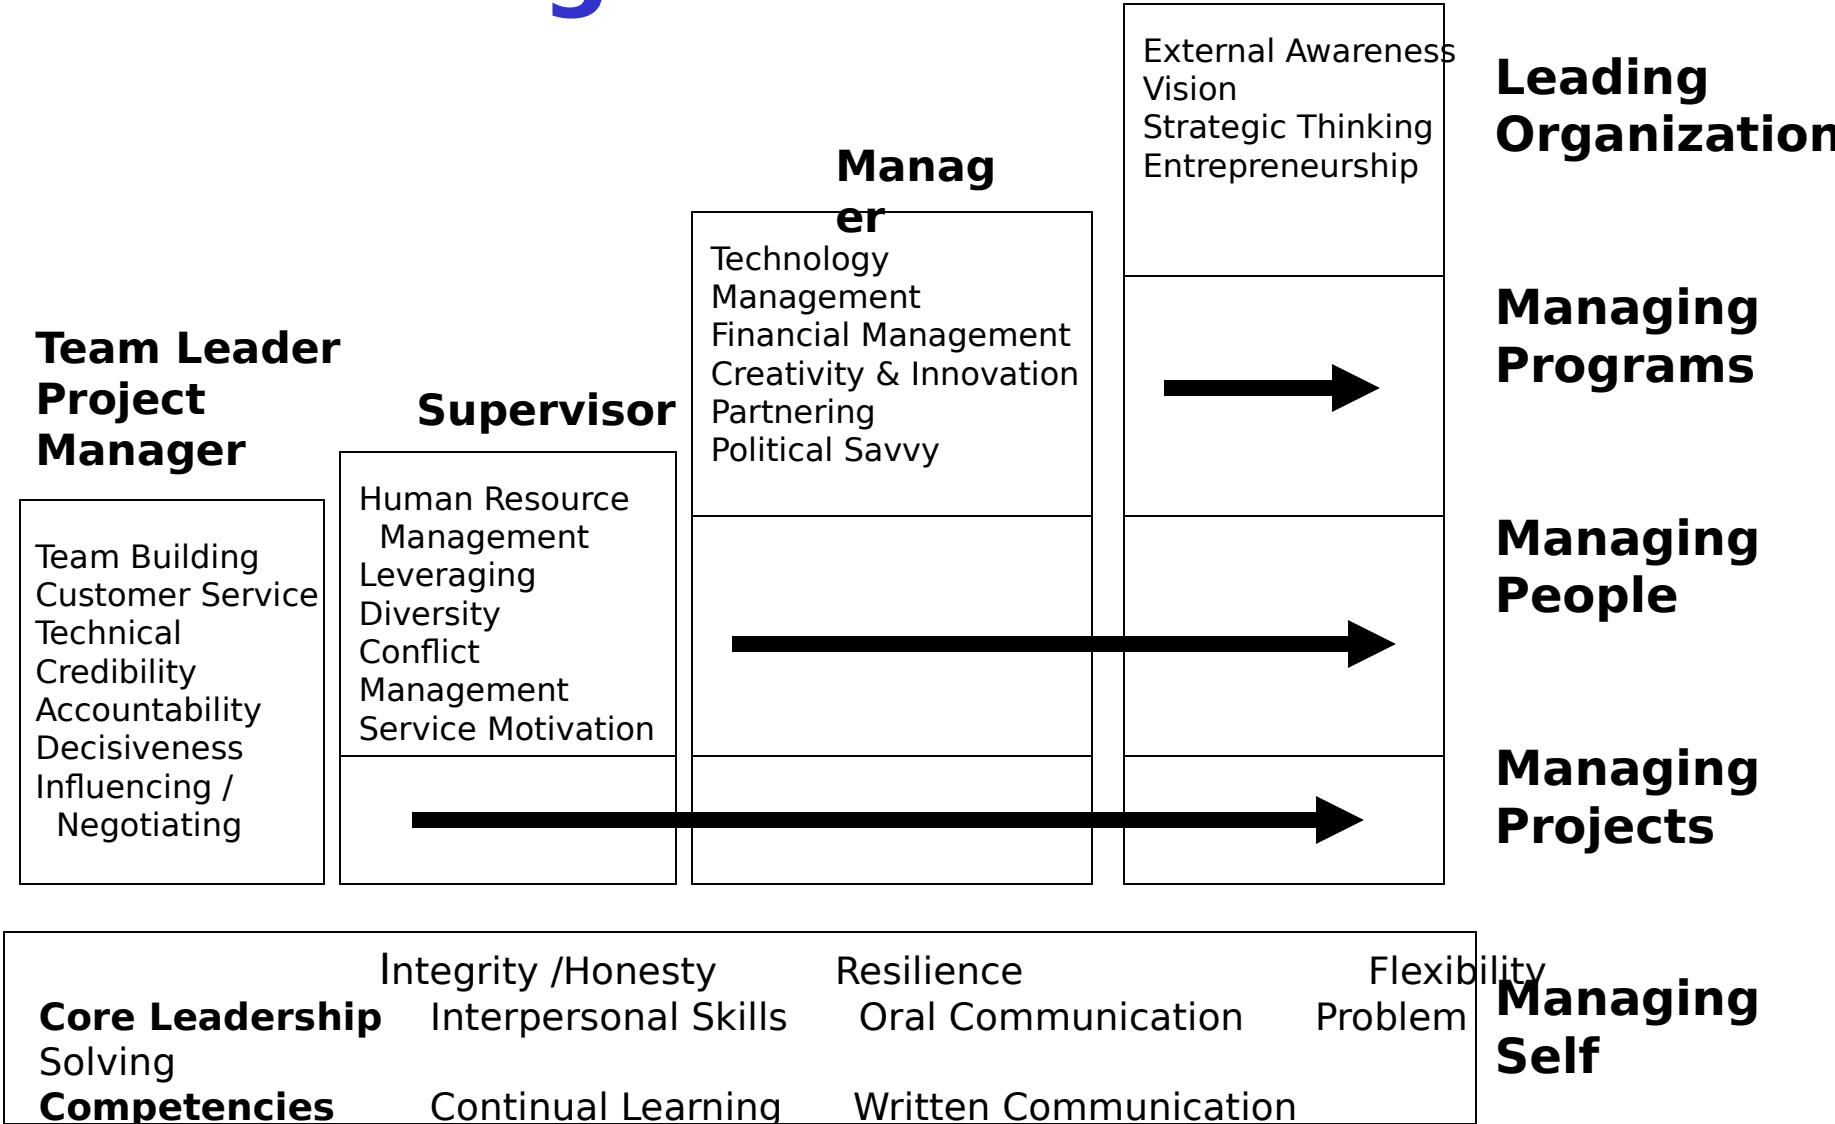 External Awareness
Vision
Strategic Thinking
Entrepreneurship
Leading
Organization
Manag
er
Technology
Management
Financial Management
Creativity & Innovation
Partnering
Political Savvy
Managing
Programs
Team Leader
Project
Manager
Supervisor
Human Resource
Management
Leveraging
Diversity
Conflict
Management
Service Motivation
Team Building
Customer Service
Technical
Credibility
Accountability
Decisiveness
Influencing /
Negotiating
Managing
People
Managing
Projects
Integrity /Honesty Resilience Flexibility
Core Leadership Interpersonal Skills Oral Communication Problem
Solving
Competencies Continual Learning Written Communication
Managing
Self